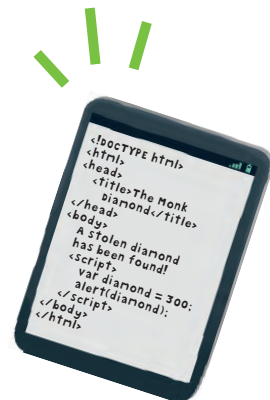 <!DOCTYPE html>
<html>
<head>
<title>The Monk
Diamond</title>
</head>
<body>
A stolen diamond
has been found!
<script>
var diamond = 300;
alert(diamond);
</script>
</body>
</html>